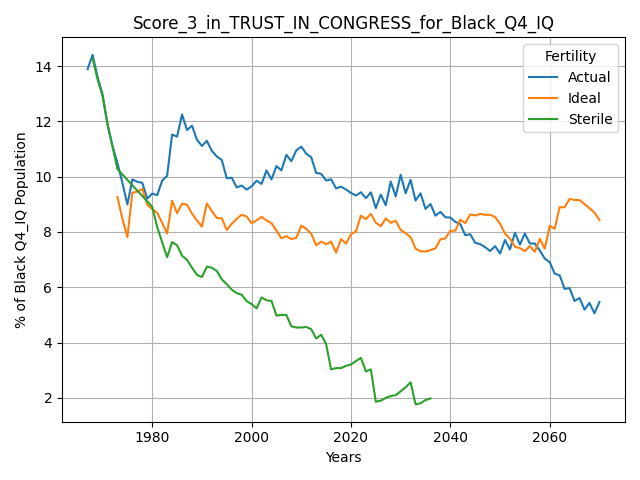 Score_3_in_TRUST_IN_CONGRESS_for_Black_Q4_IQ
Fertility
Actual
Ideal
Sterile
% of Black Q4_IQ Population
14
12
10
8
6
4
2
1980
2000
2020
2040
2060
Years